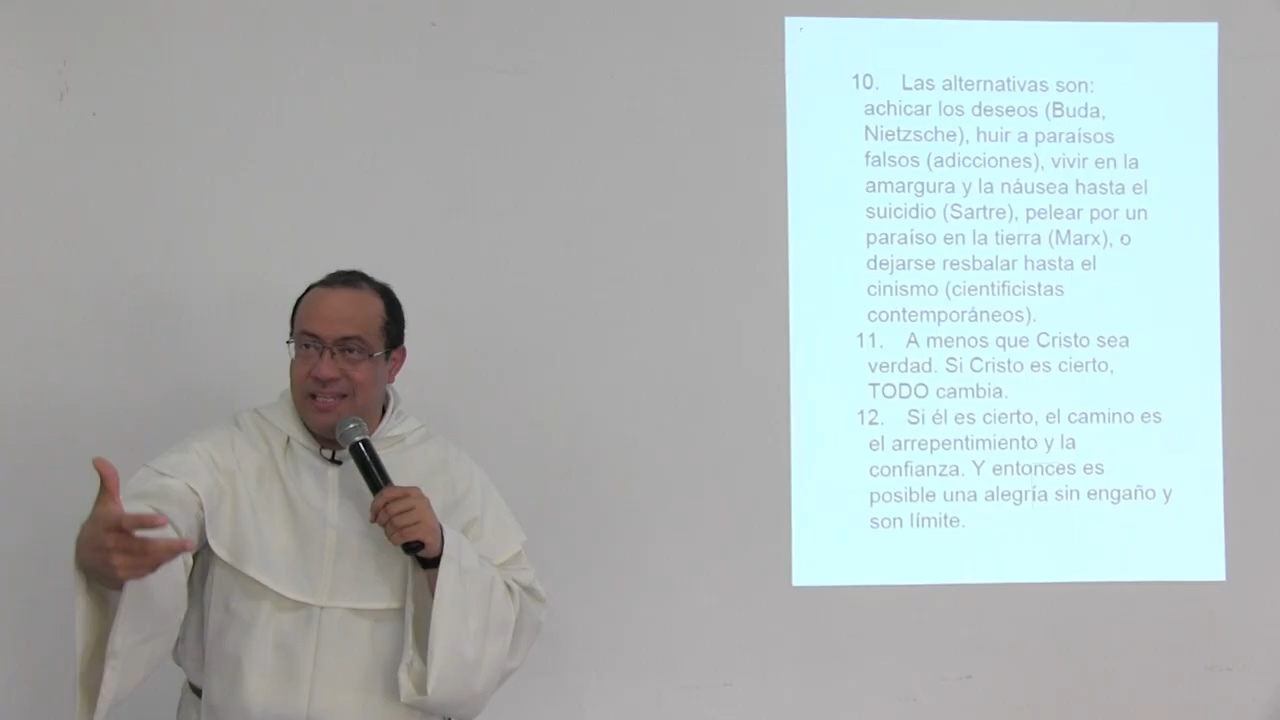 10. Las alternativas son:
achicar los deseos (Buda,
Nietzsche), huir a paraísos
falsos (adicciones), vivir en la
amargura y la náusea hasta el
suicidio (Sartre), pelear por un
paraíso en la tierra (Marx), o
dejarse resbalar hasta el
cinismo (cientificistas
contemporáneos).
11. A menos que Cristo sea
verdad. Si Cristo es cierto,
TODO cambia.
12. Si él es cierto, el camino es
el arrepentimiento y la
confianza. Y entonces es
posible una alegría sin engaño y
son límite.